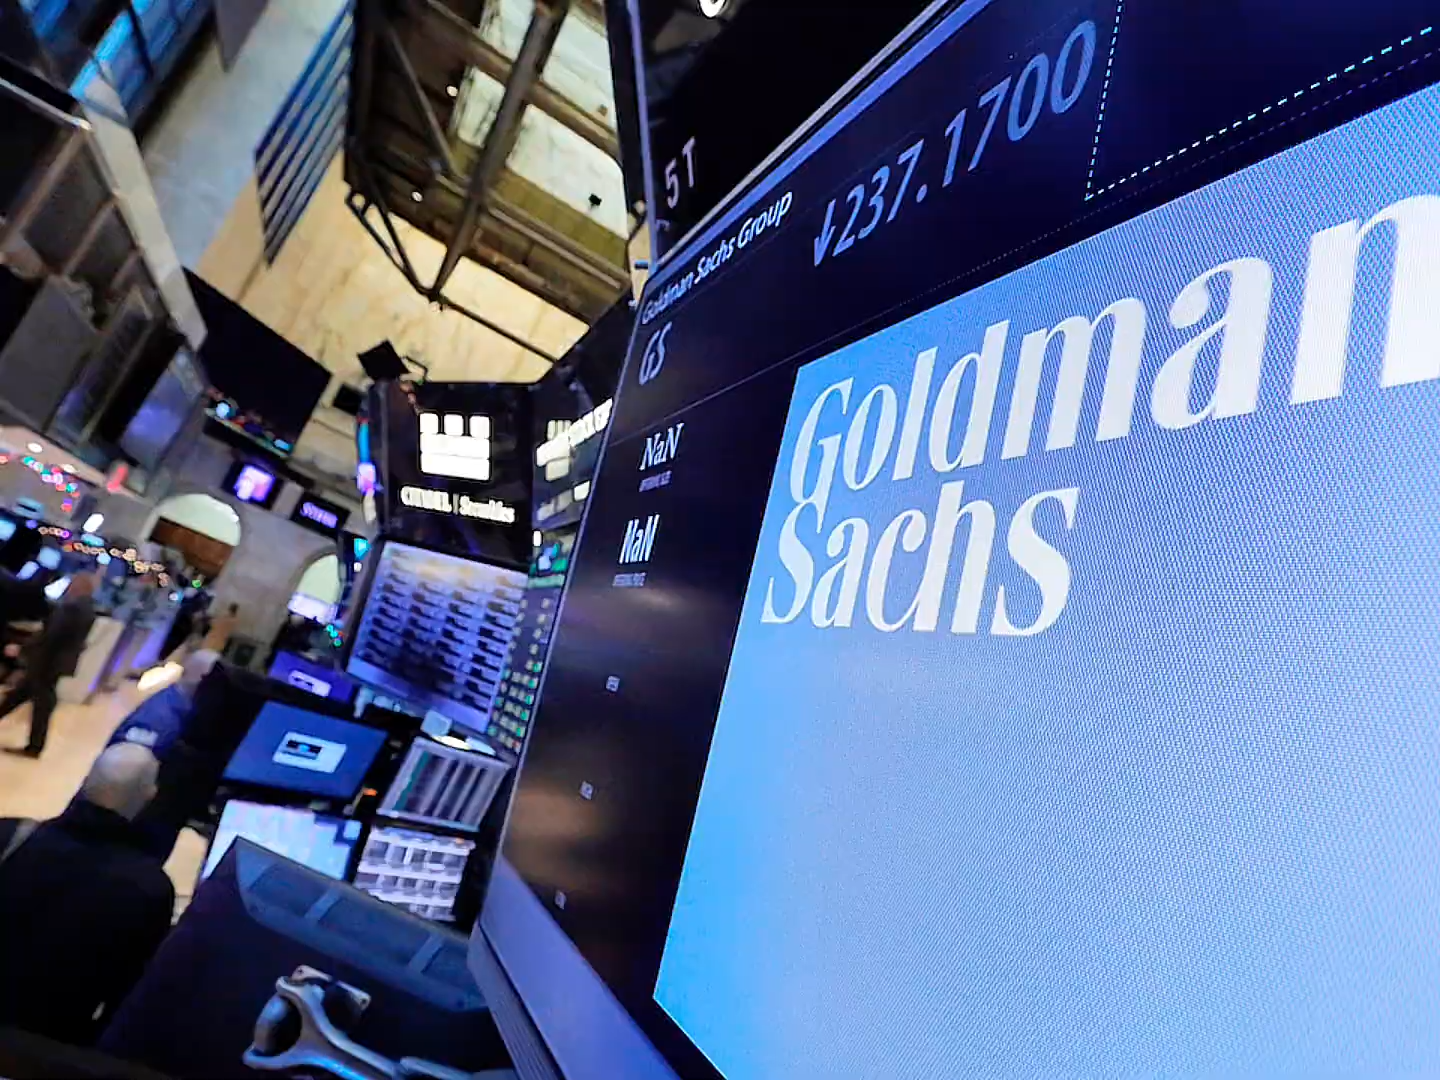 5T
Goldman Sachs Group
↓237.1700
GS
NaN
NaN
Goldman
Sachs
CITADEL | Securities